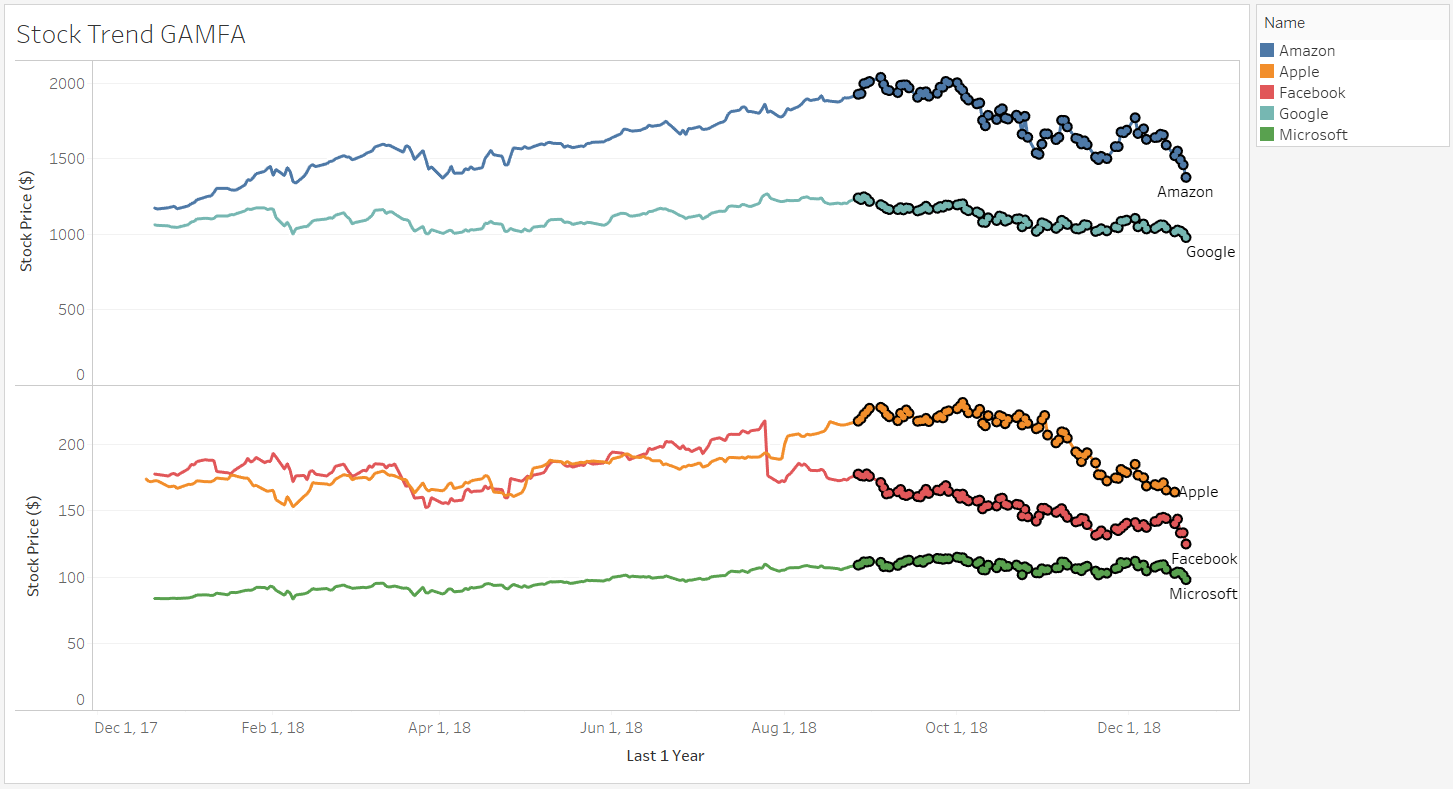 Stock Trend GAMFA
Name
Amazon
Apple
Facebook
Google
Microsoft
Stock Price ($)
2000
1500
1000
500
0
Amazon
Google
Stock Price ($)
200
150
100
50
0
Apple
Facebook
Microsoft
Dec 1, 17 Feb 1, 18 Apr 1, 18 Jun 1, 18 Aug 1, 18 Oct 1, 18 Dec 1, 18
Last 1 Year